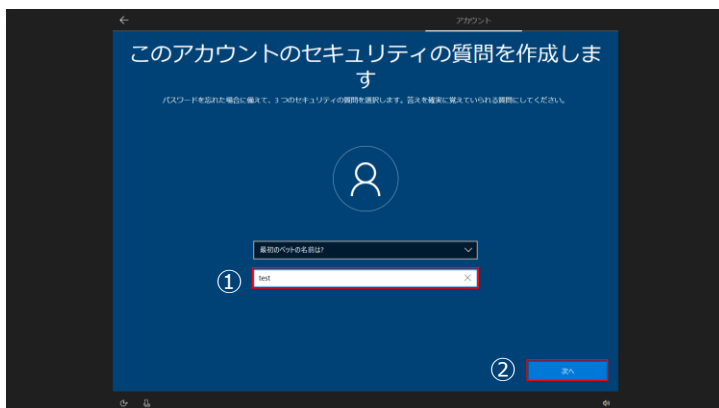 アカウント
このアカウントのセキュリティの質問を作成しま
す
パスワードを忘れた場合に備えて、3 つのセキュリティの質問を選択します。答えを確実に覚えていられる質問にしてください。
最初のペットの名前は?
① test
② 次へ